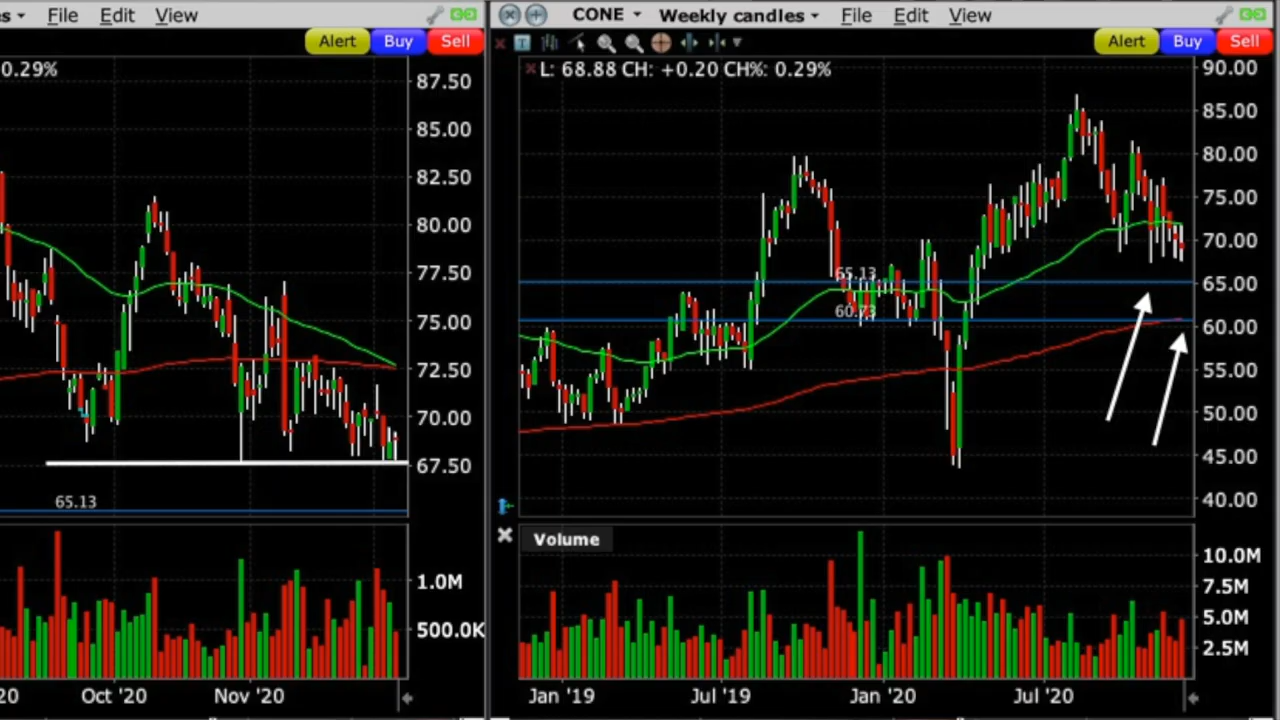 s File Edit View
Alert Buy Sell
0.29%
87.50
85.00
82.50
80.00
77.50
75.00
72.50
70.00
67.50
65.13
1.0M
500.0K
20 Oct '20 Nov '20
CONE Weekly candles File Edit View
Alert Buy Sell
L: 68.88 CH: +0.20 CH%: 0.29%
90.00
85.00
80.00
75.00
70.00
65.00
60.00
55.00
50.00
45.00
40.00
65.13
60.73
Volume
10.0M
7.5M
5.0M
2.5M
Jan '19 Jul '19 Jan '20 Jul '20